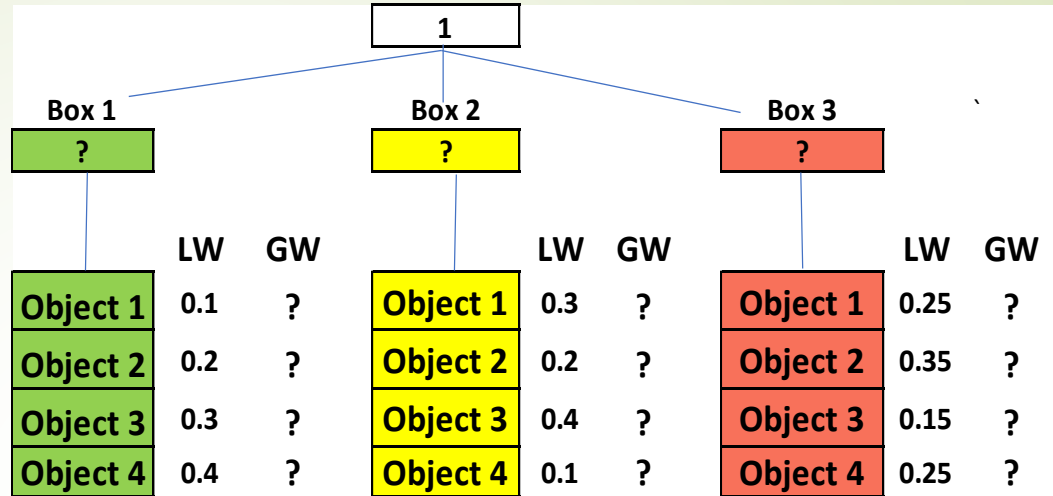 1
Box 1 Box 2 Box 3 `
? ? ?
LW GW LW GW LW GW
Object 1 0.1 ? Object 1 0.3 ? Object 1 0.25 ?
Object 2 0.2 ? Object 2 0.2 ? Object 2 0.35 ?
Object 3 0.3 ? Object 3 0.4 ? Object 3 0.15 ?
Object 4 0.4 ? Object 4 0.1 ? Object 4 0.25 ?